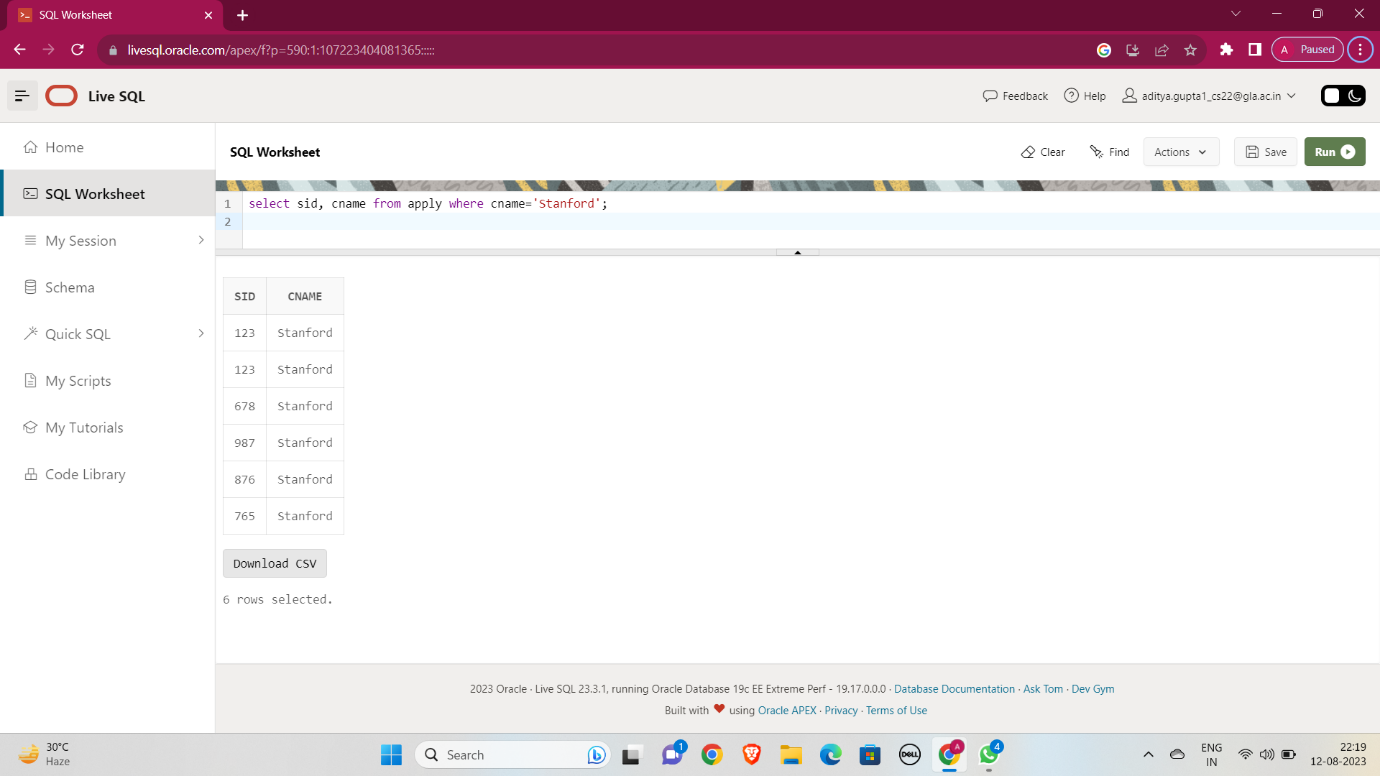 SQL Worksheet
livesql.oracle.com/apex/f?p=590:1:107223404081365:::::
A Paused
Live SQL
Feedback
Help
aditya.gupta1_cs22@gla.ac.in
Home
SQL Worksheet
My Session
Schema
Quick SQL
My Scripts
My Tutorials
Code Library
SQL Worksheet
Clear
Find
Actions
Save
Run
1 select sid, cname from apply where cname='Stanford';
2
SID CNAME
123 Stanford
123 Stanford
678 Stanford
987 Stanford
876 Stanford
765 Stanford
Download CSV
6 rows selected.
2023 Oracle · Live SQL 23.3.1, running Oracle Database 19c EE Extreme Perf - 19.17.0.0.0 · Database Documentation · Ask Tom · Dev Gym
Built with ❤ using Oracle APEX · Privacy · Terms of Use
30°C
Haze
Search
1
DELL
A
4
ENG
IN
22:19
12-08-2023